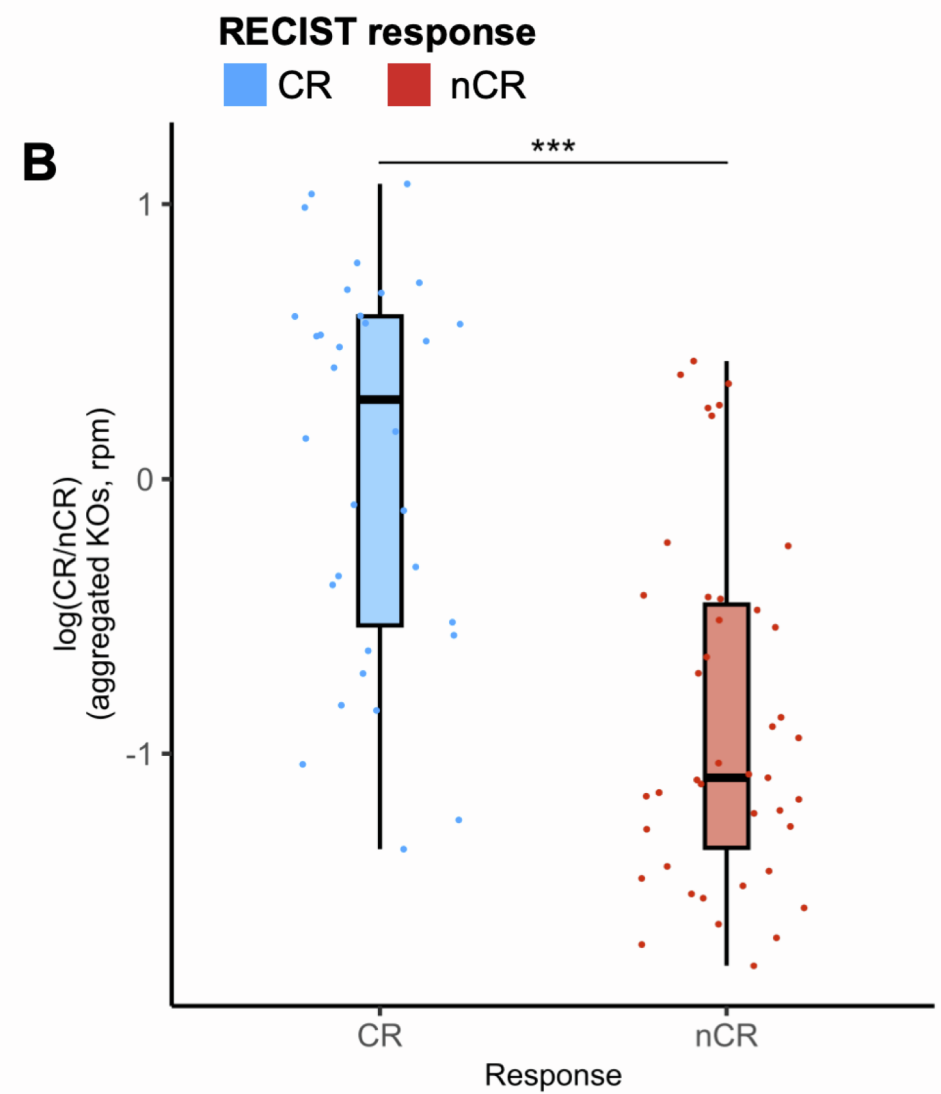 RECIST response
CR nCR
B
***
1
0
-1
log(CR/nCR)
(aggregated KOs, rpm)
CR nCR
Response